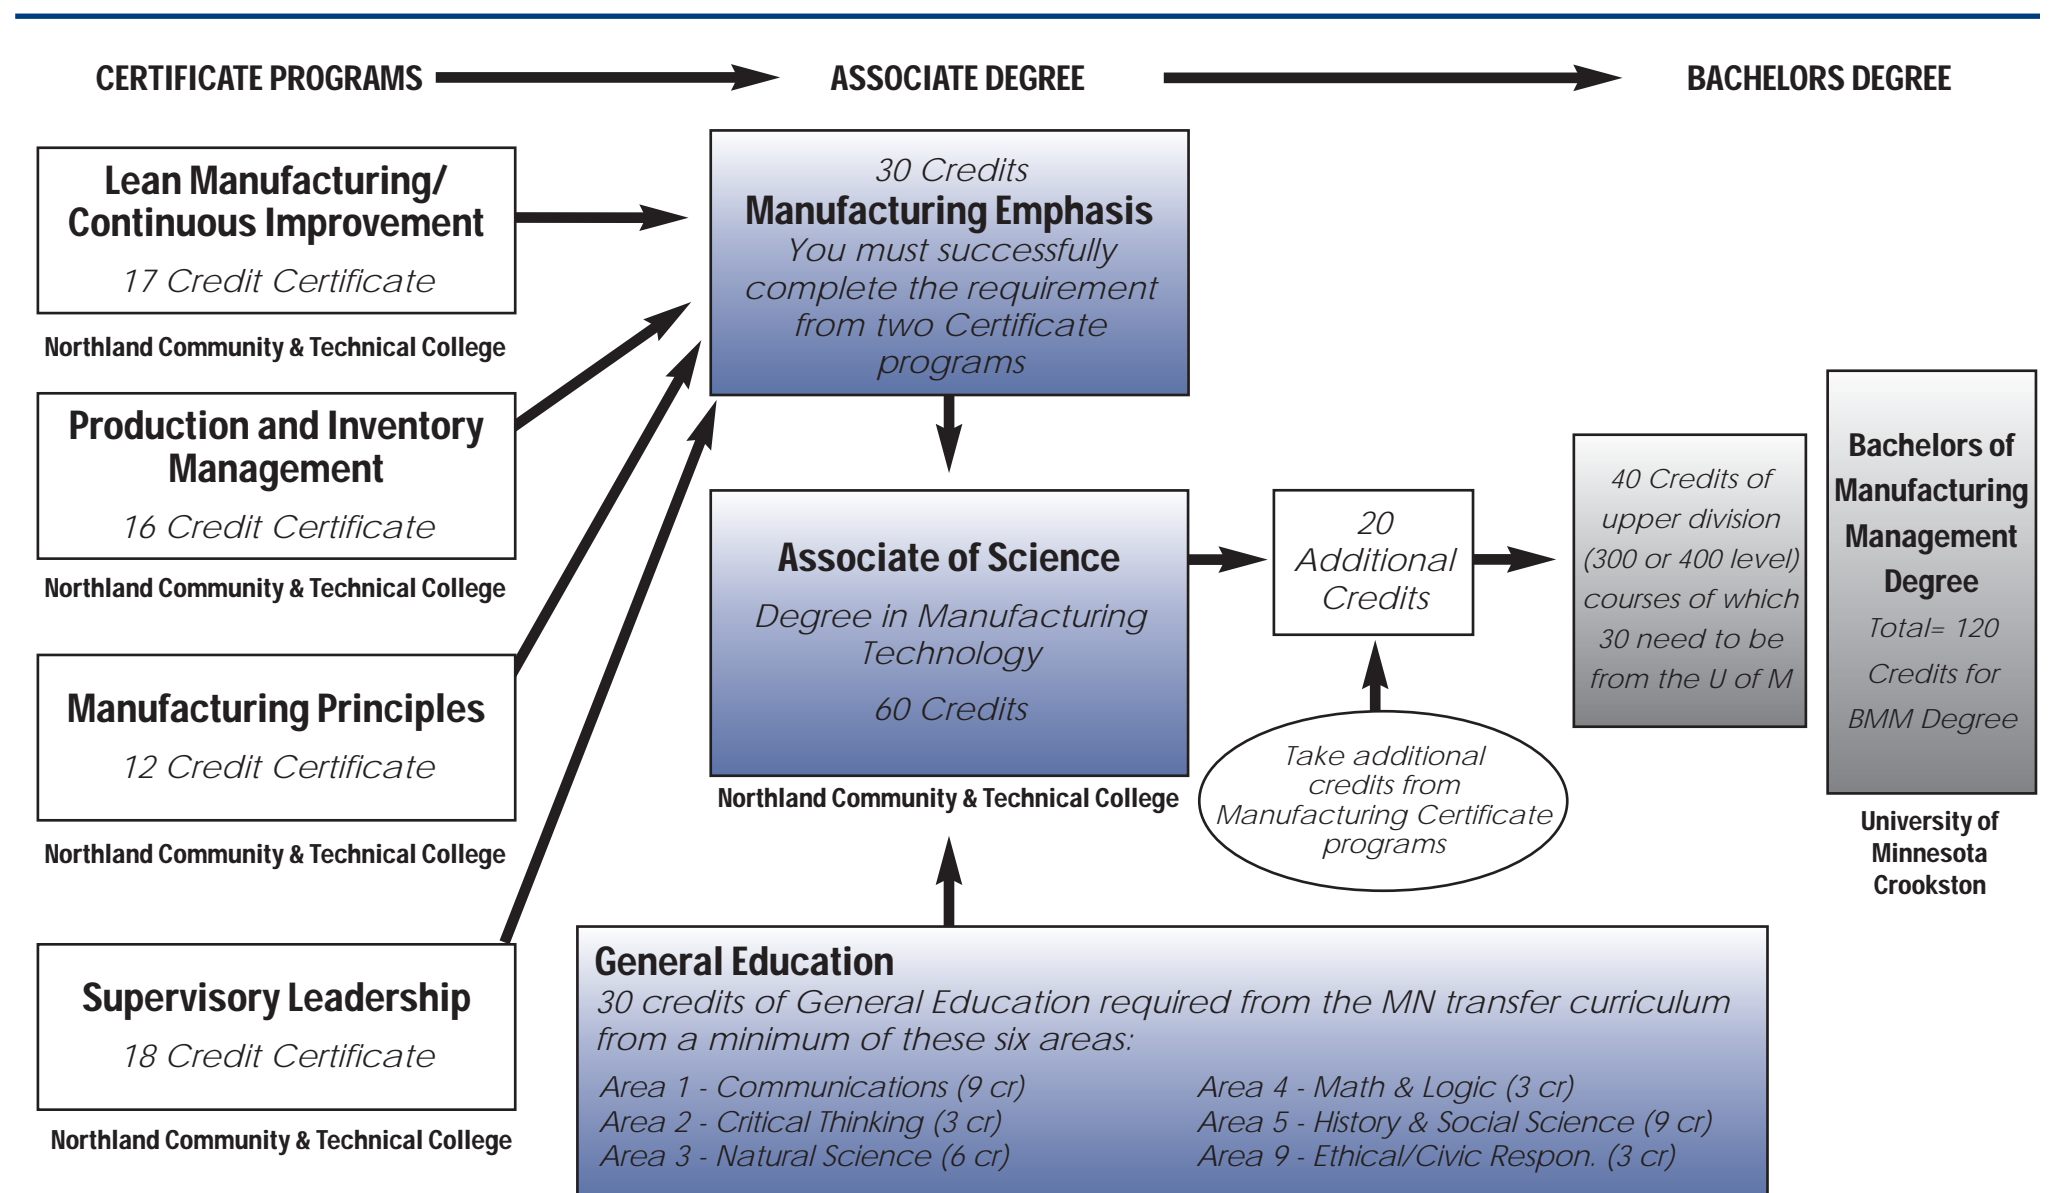 CERTIFICATE PROGRAMS
ASSOCIATE DEGREE
BACHELORS DEGREE
Lean Manufacturing/
Continuous Improvement
17 Credit Certificate
Northland Community & Technical College
Production and Inventory
Management
16 Credit Certificate
Northland Community & Technical College
Manufacturing Principles
12 Credit Certificate
Northland Community & Technical College
Supervisory Leadership
18 Credit Certificate
Northland Community & Technical College
30 Credits
Manufacturing Emphasis
You must successfully
complete the requirement
from two Certificate
programs
Associate of Science
Degree in Manufacturing
Technology
60 Credits
Northland Community & Technical College
20
Additional
Credits
Take additional
credits from
Manufacturing Certificate
programs
40 Credits of
upper division
(300 or 400 level)
courses of which
30 need to be
from the U of M
Bachelors of
Manufacturing
Management
Degree
Total= 120
Credits for
BMM Degree
University of
Minnesota
Crookston
General Education
30 credits of General Education required from the MN transfer curriculum
from a minimum of these six areas:
Area 1 - Communications (9 cr)
Area 2 - Critical Thinking (3 cr)
Area 3 - Natural Science (6 cr)
Area 4 - Math & Logic (3 cr)
Area 5 - History & Social Science (9 cr)
Area 9 - Ethical/Civic Respon. (3 cr)